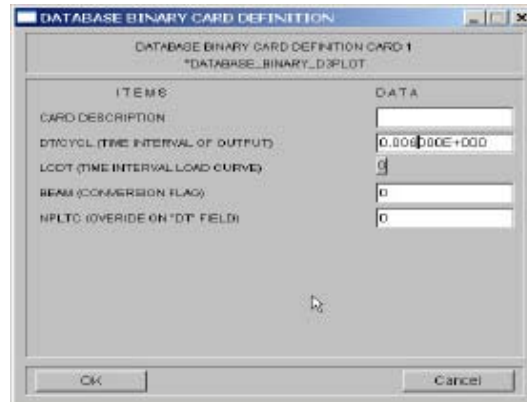 DATABASE BINARY CARD DEFINITION
DATABASE BINARY CARD DEFINITION CARD 1
*DATABASE_BINARY_D3PLOT
ITEMS DATA
CARD DESCRIPTION
DT/CYCL (TIME INTERVAL OF OUTPUT) 0.006000E+000
LCDT (TIME INTERVAL LOAD CURVE) 0
BEAM (CONVERSION FLAG) 0
NPLTC (OVERIDE ON "DT" FIELD) 0
OK Cancel